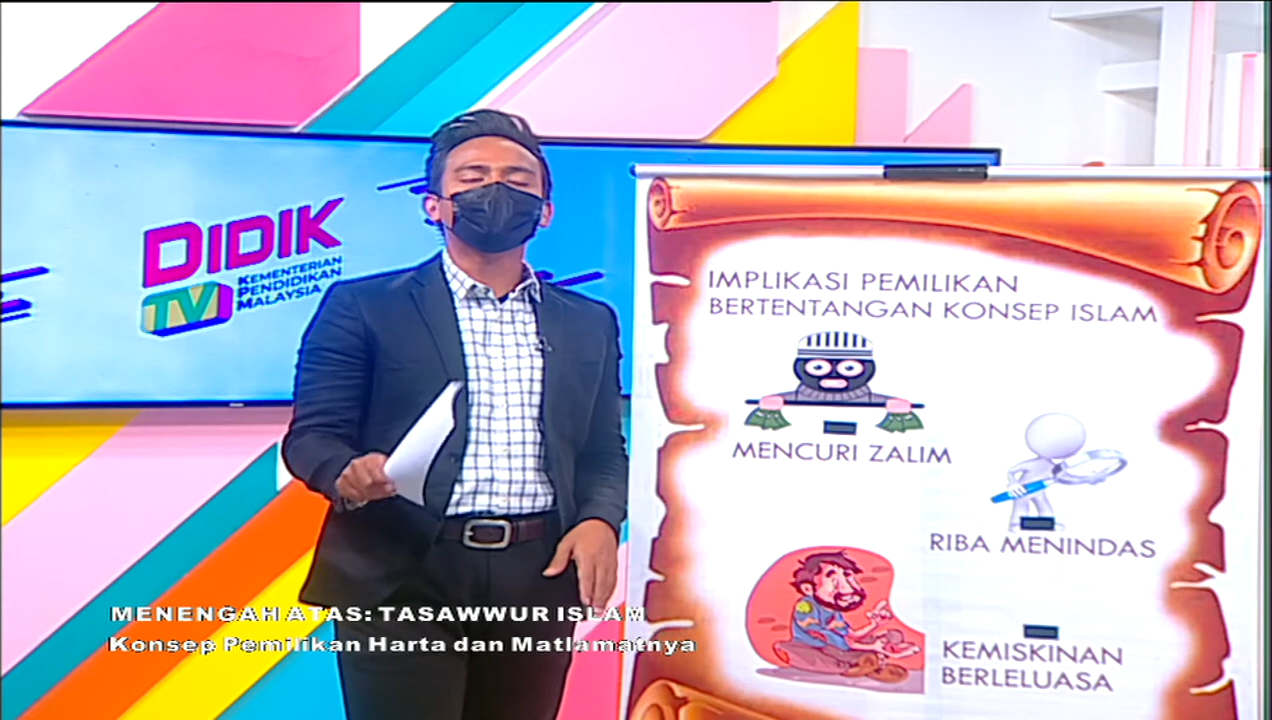 DIDIK
TV
KEMENTERIAN
PENDIDIKAN
MALAYSIA
IMPLIKASI PEMILIKAN
BERTENTANGAN KONSEP ISLAM
MENCURI ZALIM
RIBA MENINDAS
KEMISKINAN
BERLELUASA
MENENGAH ATAS: TASAWWUR ISLAM
Konsep Pemilikan Harta dan Matlamatnya